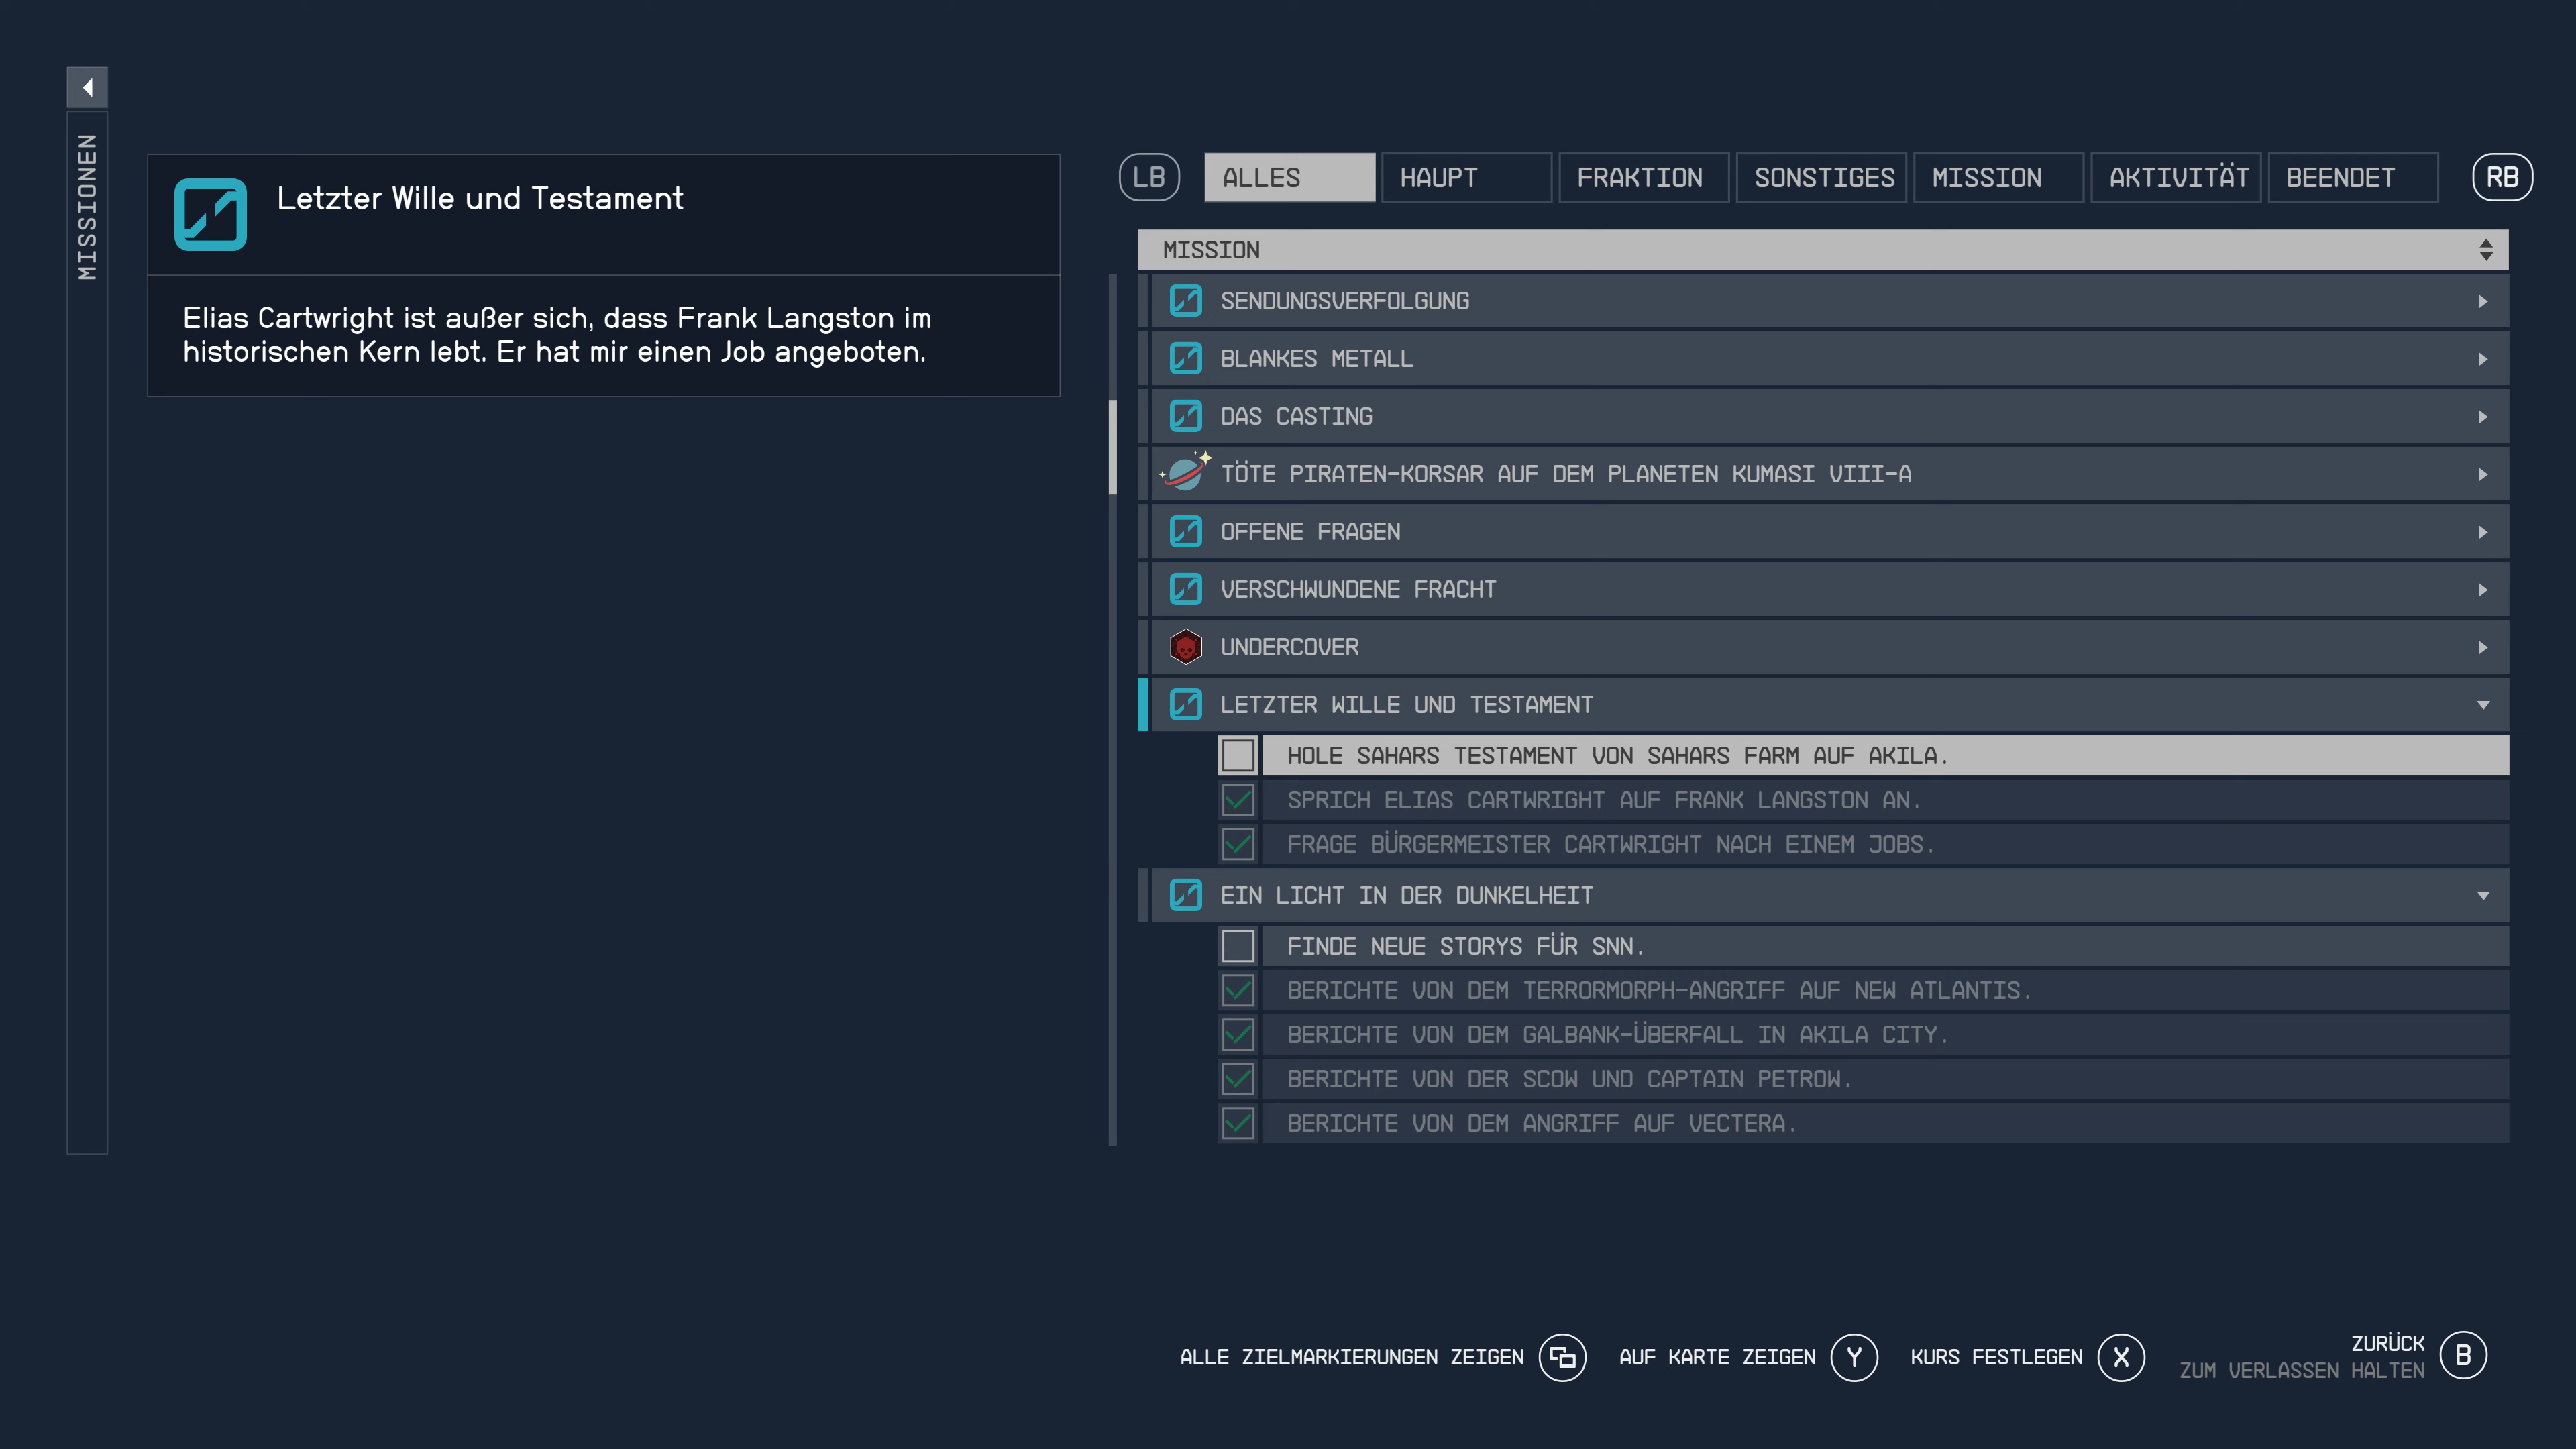 MISSIONEN
Letzter Wille und Testament
Elias Cartwright ist außer sich, dass Frank Langston im
historischen Kern lebt. Er hat mir einen Job angeboten.
LB ALLES HAUPT FRAKTION SONSTIGES MISSION AKTIVITÄT BEENDET RB
MISSION
SENDUNGSVERFOLGUNG
BLANKES METALL
DAS CASTING
TÖTE PIRATEN-KORSAR AUF DEM PLANETEN KUMASI VIII-A
OFFENE FRAGEN
VERSCHWUNDENE FRACHT
UNDERCOVER
LETZTER WILLE UND TESTAMENT
HOLE SAHARS TESTAMENT VON SAHARS FARM AUF AKILA.
SPRICH ELIAS CARTWRIGHT AUF FRANK LANGSTON AN.
FRAGE BÜRGERMEISTER CARTWRIGHT NACH EINEM JOBS.
EIN LICHT IN DER DUNKELHEIT
FINDE NEUE STORYS FÜR SNN.
BERICHTE VON DEM TERRORMORPH-ANGRIFF AUF NEW ATLANTIS.
BERICHTE VON DEM GALBANK-ÜBERFALL IN AKILA CITY.
BERICHTE VON DER SCOW UND CAPTAIN PETROW.
BERICHTE VON DEM ANGRIFF AUF VECTERA.
ALLE ZIELMARKIERUNGEN ZEIGEN AUF KARTE ZEIGEN Y KURS FESTLEGEN X ZURÜCK B
ZUM VERLASSEN HALTEN